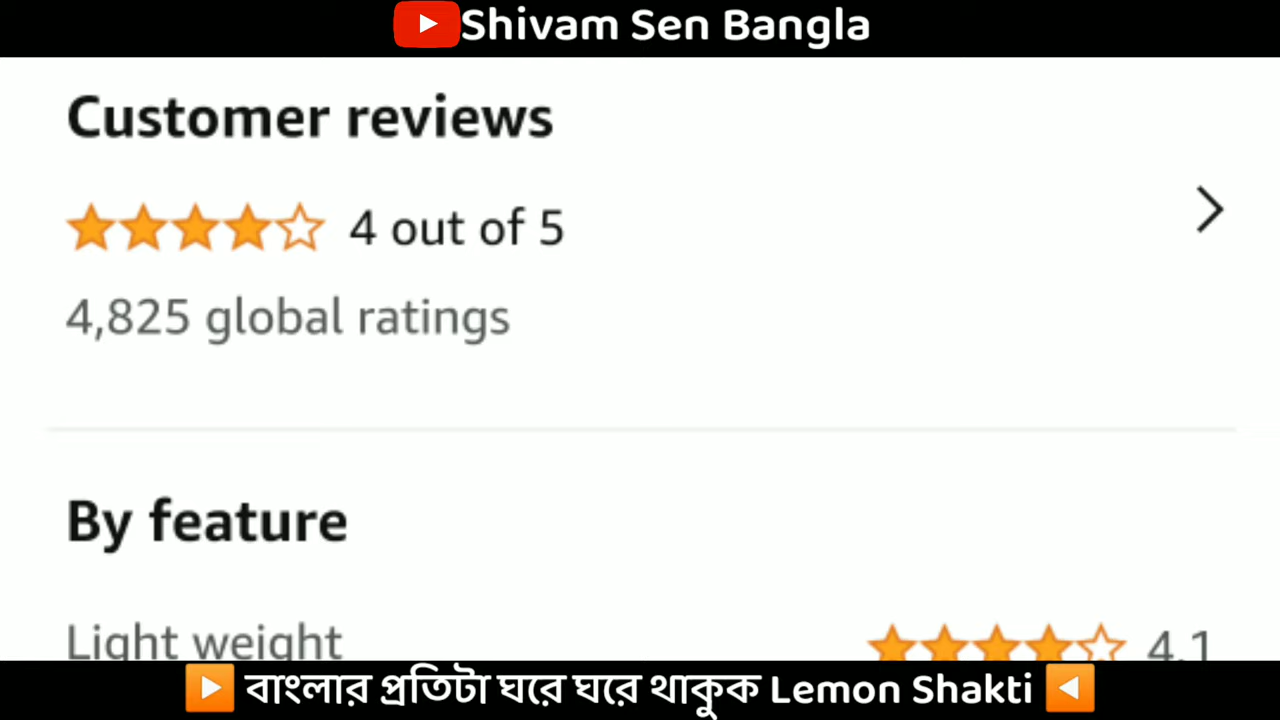 Shivam Sen Bangla
Customer reviews
4 out of 5
4,825 global ratings
By feature
Light weight 4.1
বাংলার প্রতিটা ঘরে ঘরে থাকুক Lemon Shakti